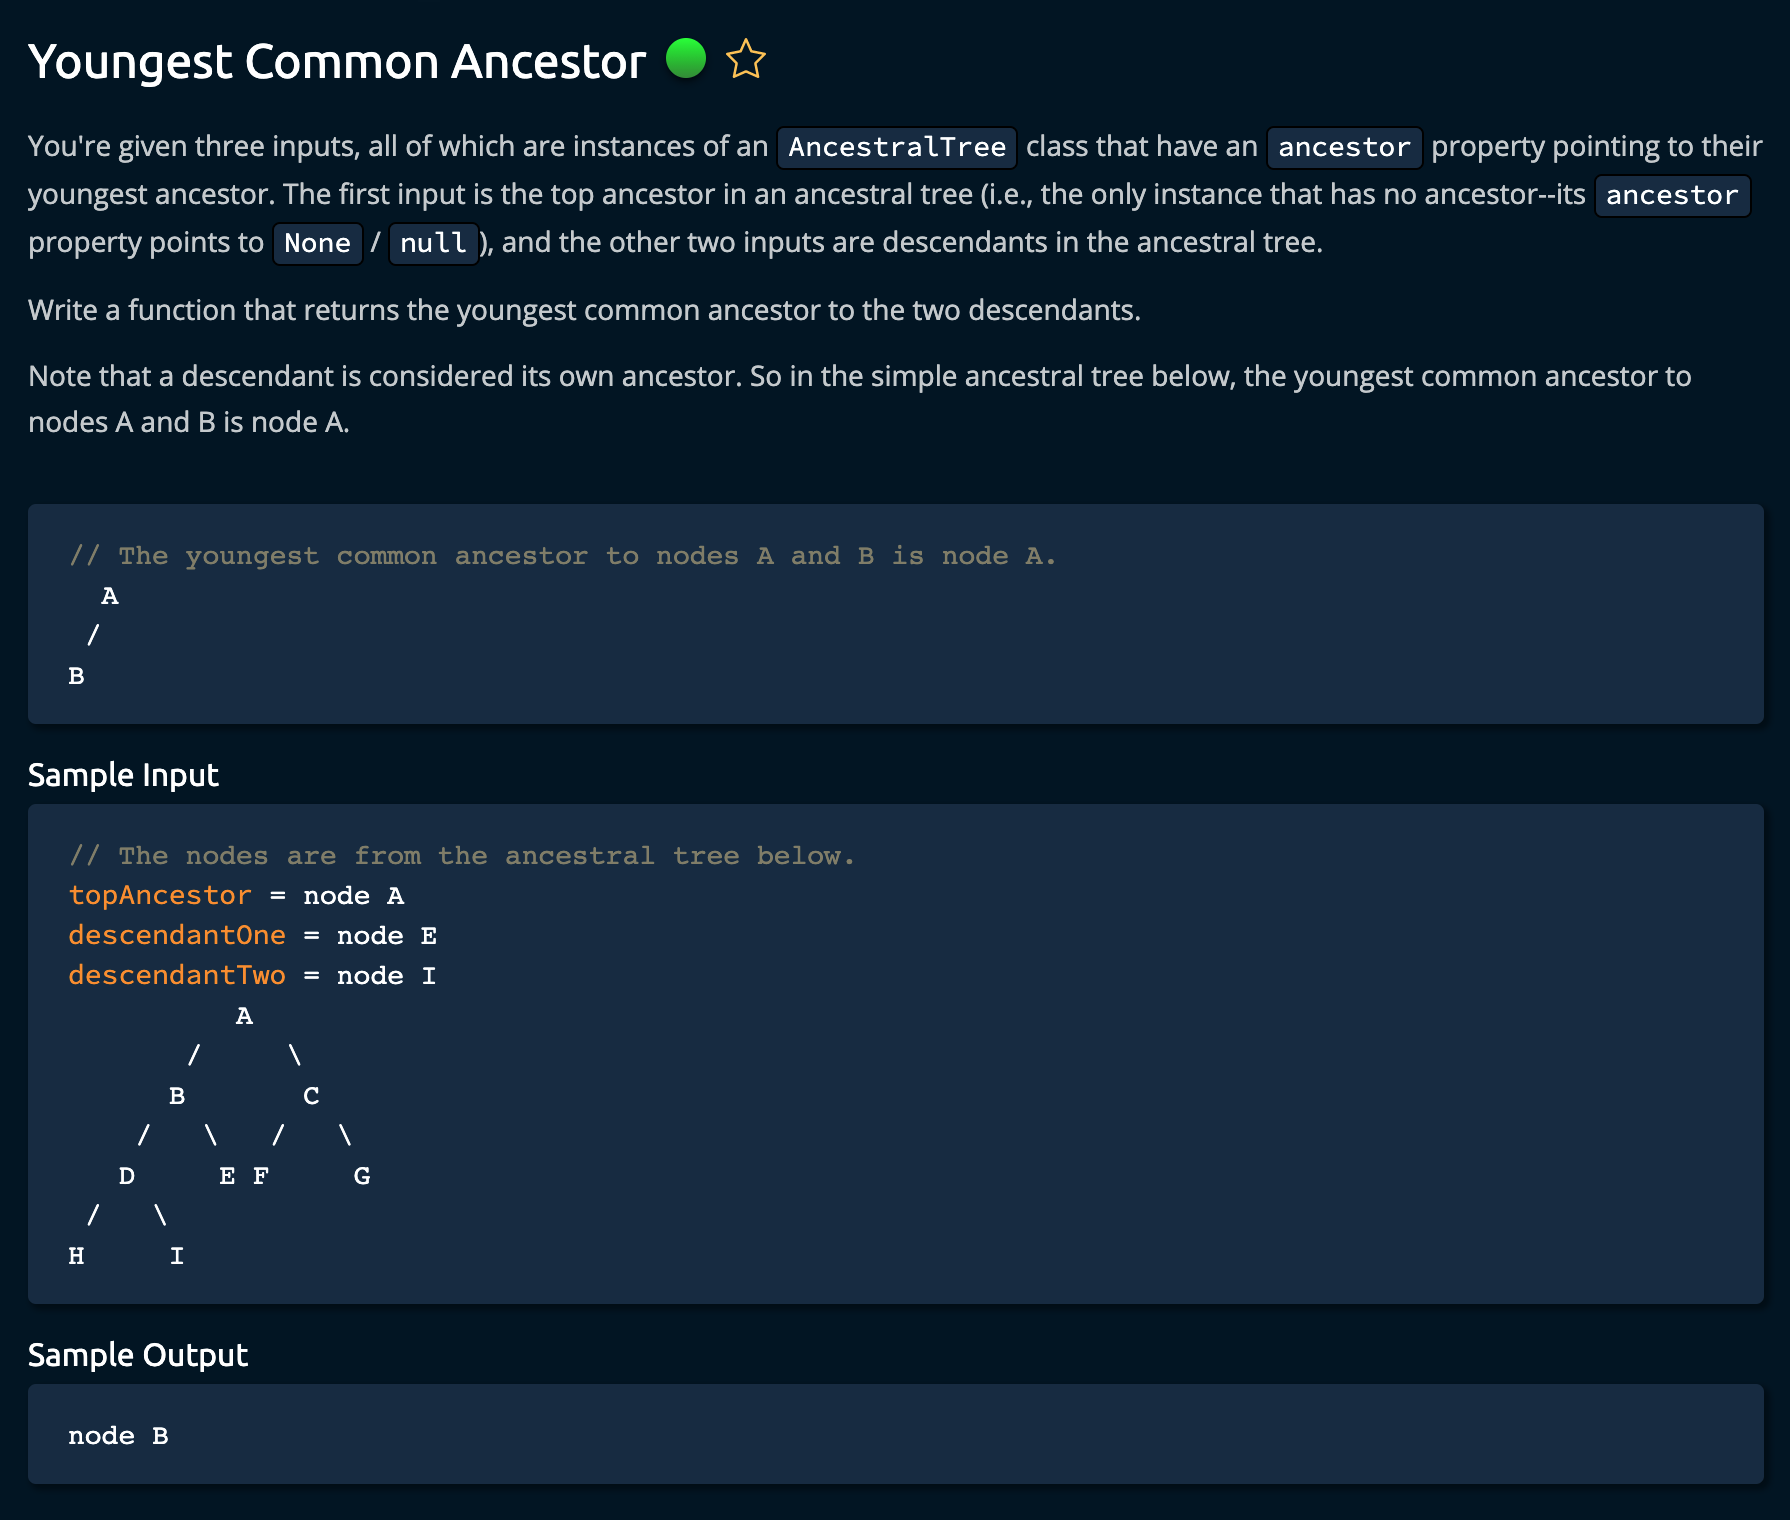 Youngest Common Ancestor
You're given three inputs, all of which are instances of an AncestralTree class that have an ancestor property pointing to their
youngest ancestor. The first input is the top ancestor in an ancestral tree (i.e., the only instance that has no ancestor--its ancestor
property points to None / null), and the other two inputs are descendants in the ancestral tree.
Write a function that returns the youngest common ancestor to the two descendants.
Note that a descendant is considered its own ancestor. So in the simple ancestral tree below, the youngest common ancestor to
nodes A and B is node A.
// The youngest common ancestor to nodes A and B is node A.
  A
 /
B
Sample Input
// The nodes are from the ancestral tree below.
topAncestor = node A
descendantOne = node E
descendantTwo = node I
          A
       /     \
      B       C
    /   \   /   \
   D     E F     G
 /   \
H     I
Sample Output
node B